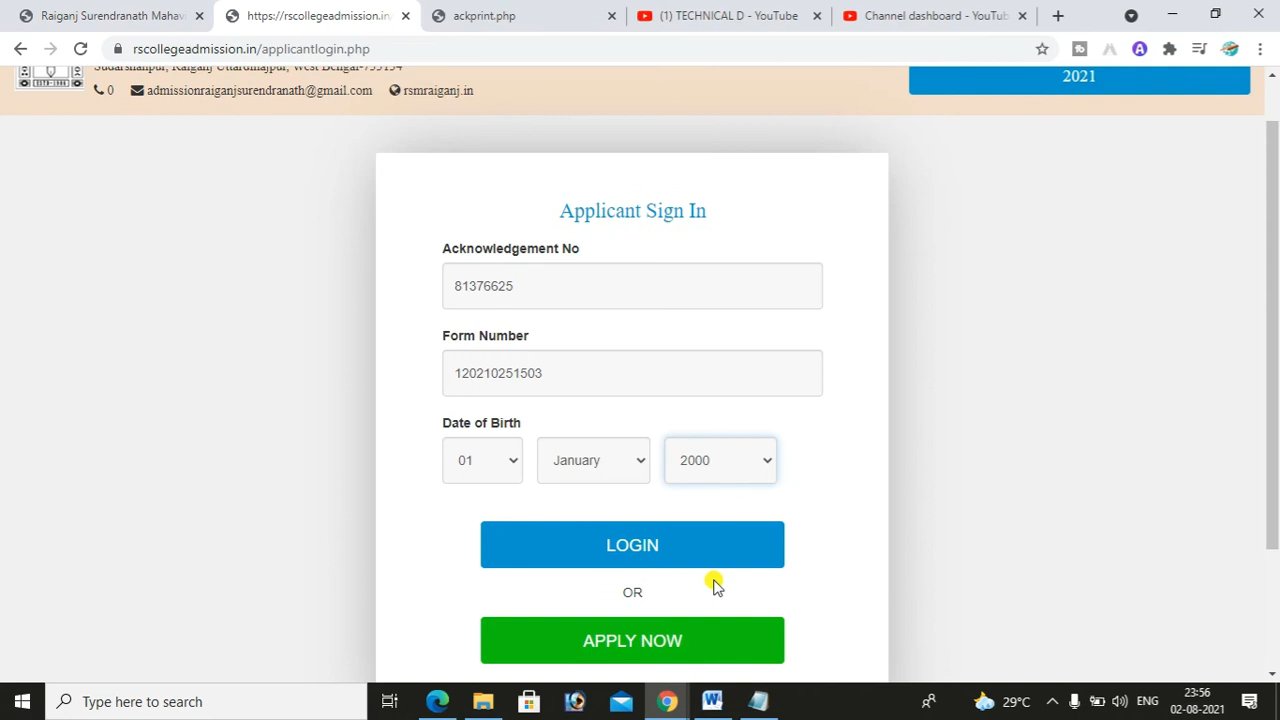 Raiganj Surendranath Mahavi
https://rscollegeadmission.in/
ackprint.php
(1) TECHNICAL D - YouTube
Channel dashboard - YouTub
rscollegeadmission.in/applicantlogin.php
Sudarshanpur, Raiganj Uttardinajpur, West Bengal-733134
0 admissionraiganjsurendranath@gmail.com rsmraiganj.in
2021
Applicant Sign In
Acknowledgement No
81376625
Form Number
120210251503
Date of Birth
01 January 2000
LOGIN
OR
APPLY NOW
Type here to search
29°C
ENG
23:56
02-08-2021